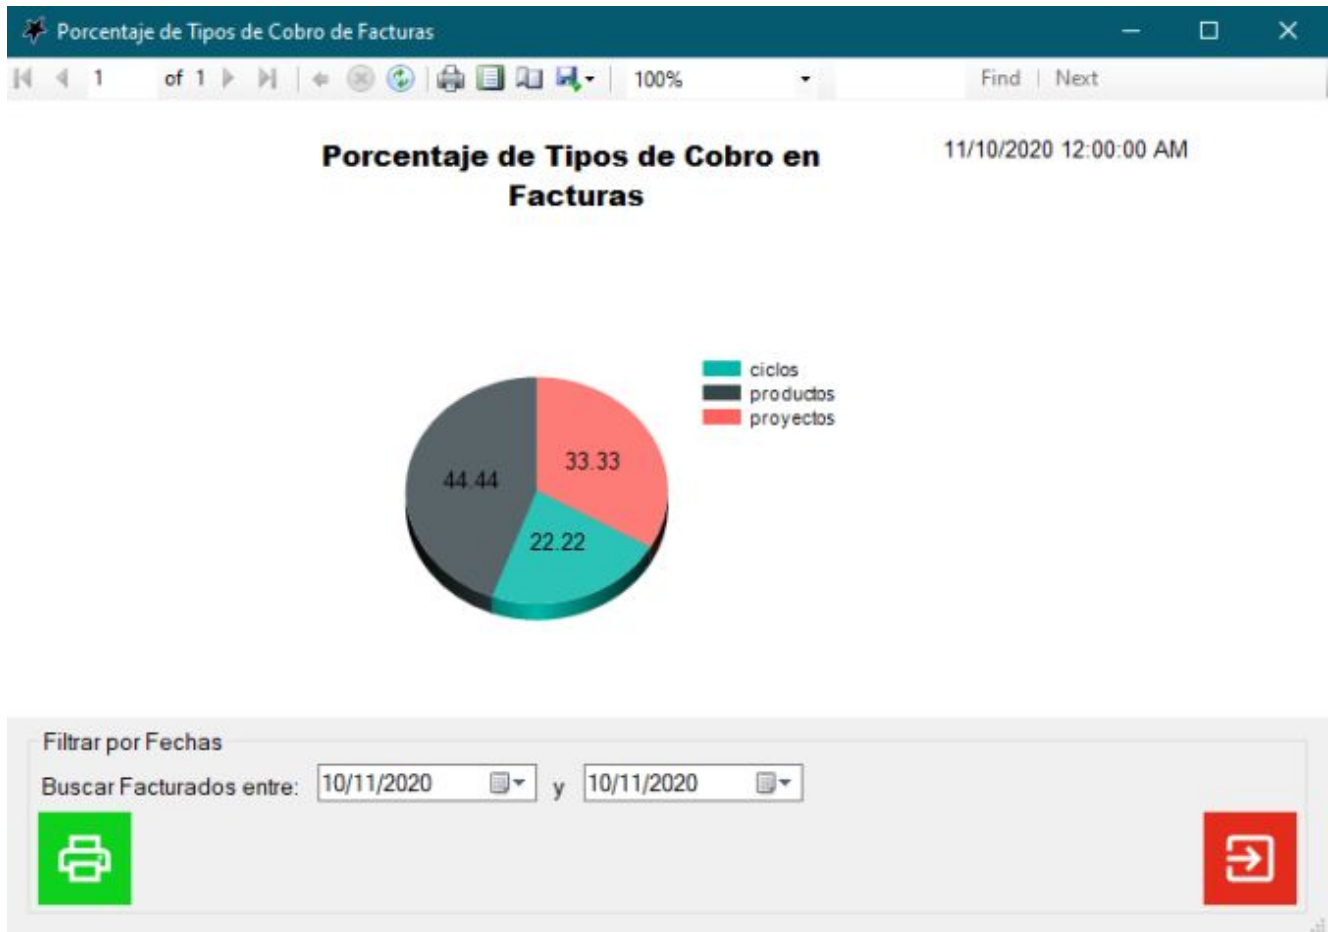 Porcentaje de Tipos de Cobro de Facturas
1 of 1 100% Find | Next
Porcentaje de Tipos de Cobro en
Facturas
11/10/2020 12:00:00 AM
ciclos
productos
proyectos
33.33
44.44
22.22
Filtrar por Fechas
Buscar Facturados entre: 10/11/2020 y 10/11/2020